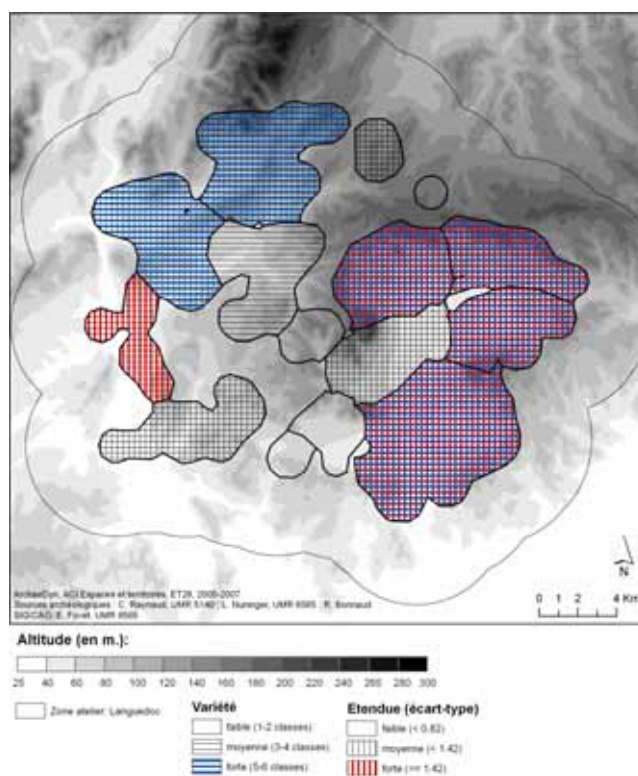 N
0 1 2 4 Km
ArchaeDyn, ACI Espaces et territoires, ET28, 2005-2007
Sources archéologiques : C. Raynaud, UMR 5140 ; L. Nuninger, UMR 6565 ; R. Bonnaud
SIG/CAO: E. Fovet, UMR 6565
Altitude (en m.):
25 40 60 80 100 120 140 160 180 200 220 240 260 280 300
Zone atelier: Languedoc
Variété
faible (1-2 classes)
moyenne (3-4 classes)
forte (5-6 classes)
Etendue (écart-type)
faible (< 0.82)
moyenne (< 1.42)
forte (>= 1.42)